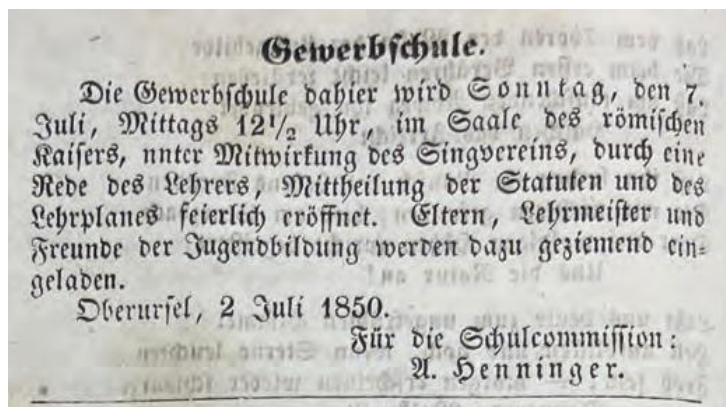 Gewerbschule.
Die Gewerbschule dahier wird Sonntag, den 7.
Juli, Mittags 12½ Uhr, im Saale des römischen
Kaisers, nnter Mitwirkung des Singvereins, durch eine
Rede des Lehrers, Mittheilung der Statuten und des
Lehrplanes feierlich eröffnet. Eltern, Lehrmeister und
Freunde der Jugendbildung werden dazu geziemend ein-
geladen.
Oberursel, 2 Juli 1850.
Für die Schulcommission:
A. Henninger.